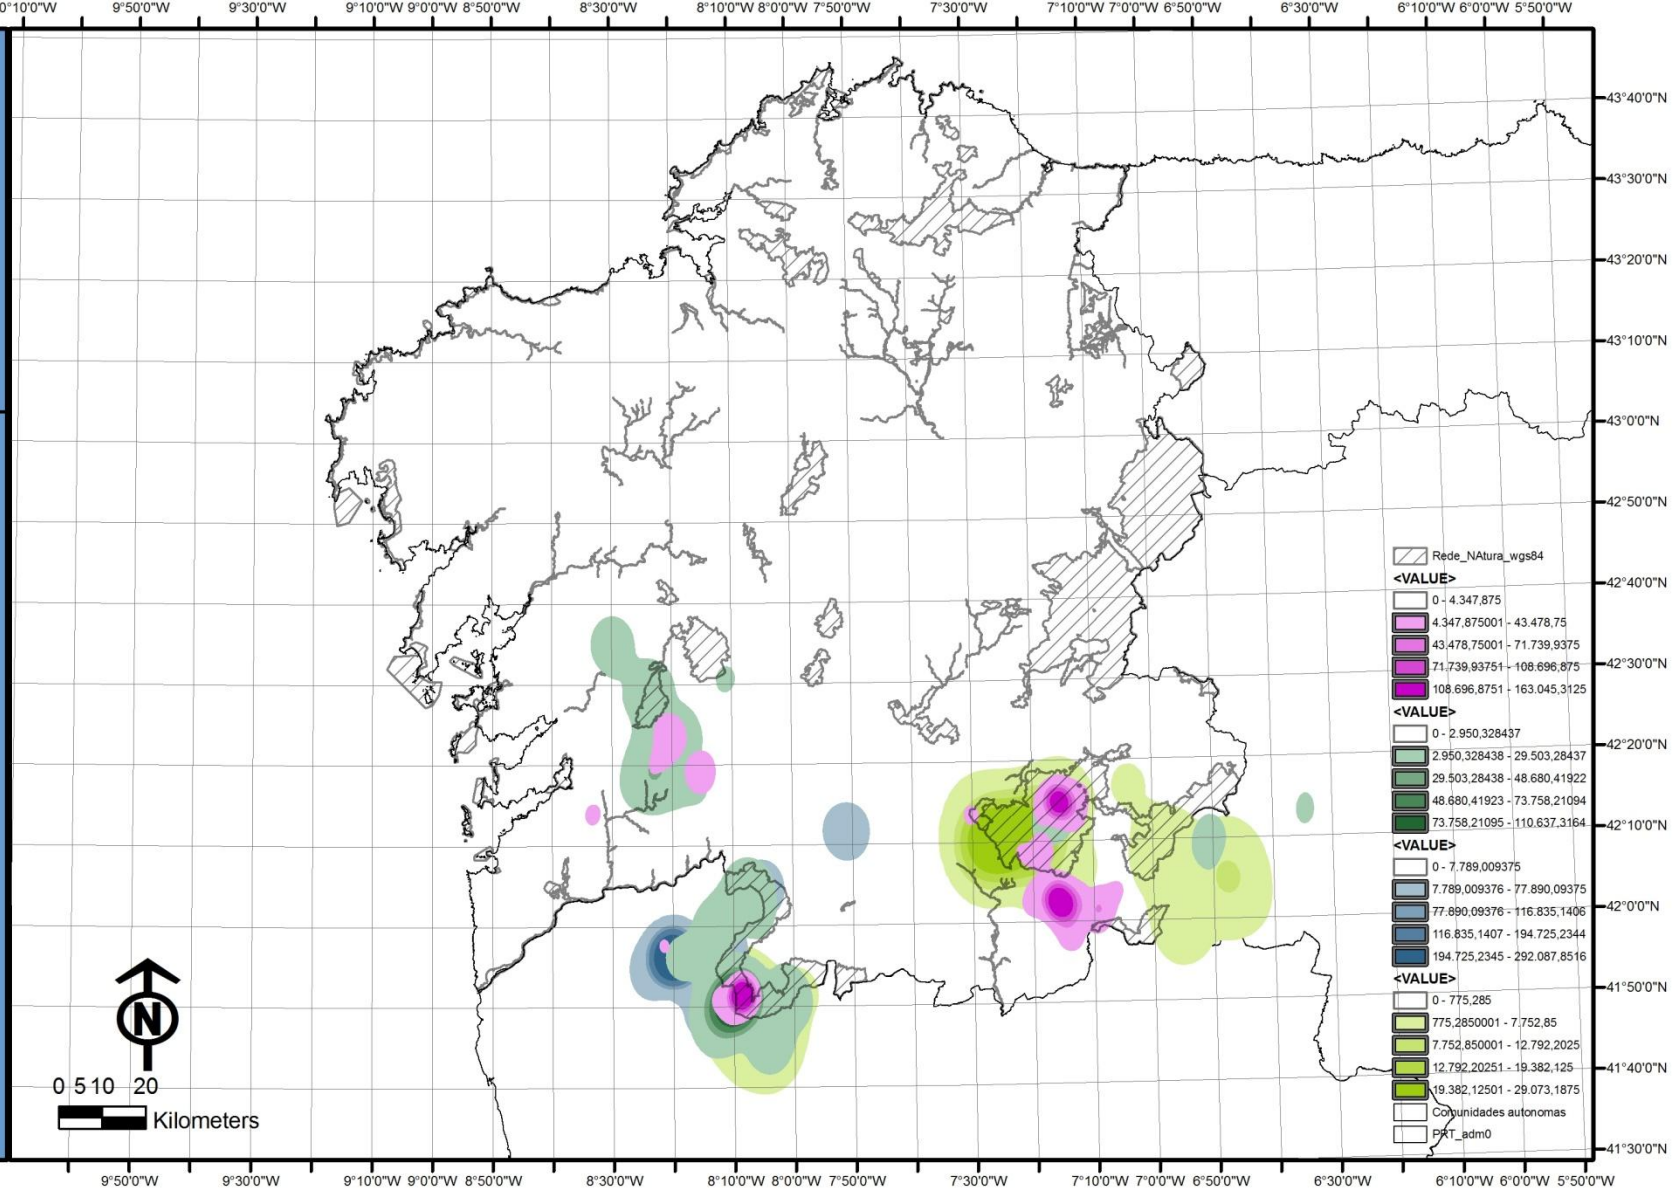 0°10'0"W 9°50'0"W 9°30'0"W 9°10'0"W 9°0'0"W 8°50'0"W 8°30'0"W 8°10'0"W 8°0'0"W 7°50'0"W 7°30'0"W 7°10'0"W 7°0'0"W 6°50'0"W 6°30'0"W 6°10'0"W 6°0'0"W 5°50'0"W
43°40'0"N
43°30'0"N
43°20'0"N
43°10'0"N
43°0'0"N
42°50'0"N
Rede_NAtura_wgs84
<VALUE>
42°40'0"N
0 - 4.347,875
4.347,875001 - 43.478,75
43.478,75001 - 71.739,9375
42°30'0"N
71.739,93751 - 108.696,875
108.696,8751 - 163.045,3125
<VALUE>
0 - 2.950,328437
42°20'0"N
2.950,328438 - 29.503,28437
29.503,28438 - 48.680,41922
48.680,41923 - 73.758,21094
73.758,21095 - 110.637,3164
42°10'0"N
<VALUE>
0 - 7.789,009375
7.789,009376 - 77.890,09375
42°0'0"N
77.890,09376 - 116.835,1406
116.835,1407 - 194.725,2344
194.725,2345 - 292.087,8516
<VALUE>
41°50'0"N
0 - 775,285
775,2850001 - 7.752,85
7.752,850001 - 12.792,2025
12.792,20251 - 19.382,125
41°40'0"N
19.382,12501 - 29.073,1875
Comunidades autonomas
PRT_adm0
41°30'0"N
N
0 5 10 20
Kilometers
9°50'0"W 9°30'0"W 9°10'0"W 9°0'0"W 8°50'0"W 8°30'0"W 8°10'0"W 8°0'0"W 7°50'0"W 7°30'0"W 7°10'0"W 7°0'0"W 6°50'0"W 6°30'0"W 6°10'0"W 6°0'0"W 5°50'0"W